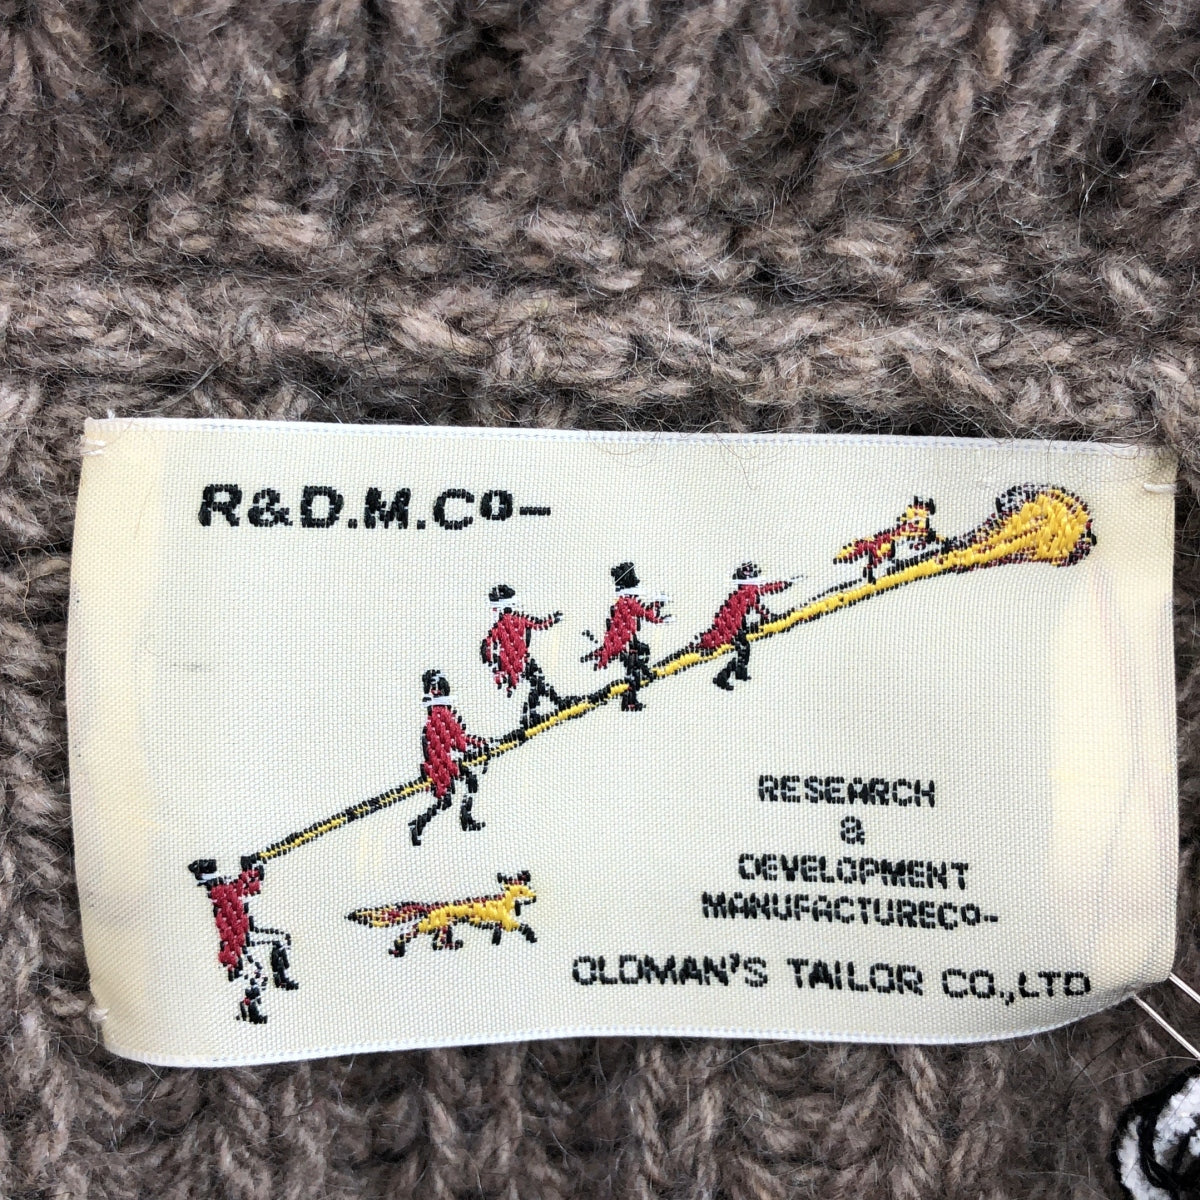 R&D.M.Co-
RESEARCH
&
DEVELOPMENT
MANUFACTURECo-
OLDMAN'S TAILOR CO.,LTD